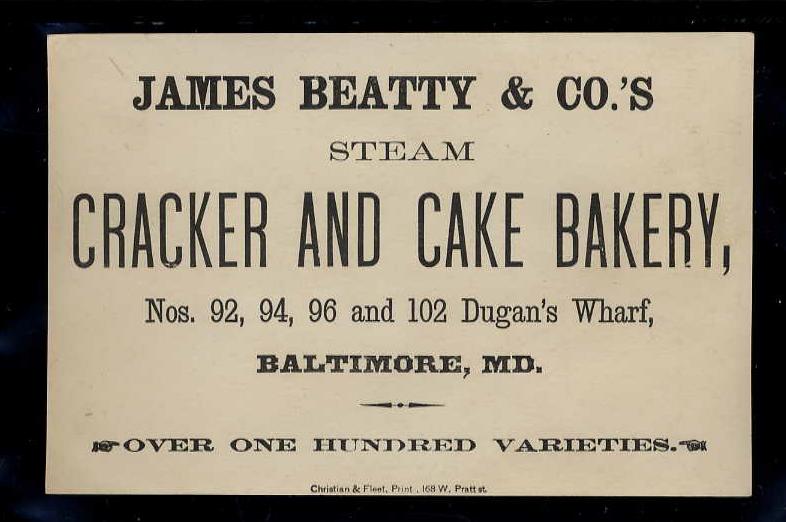 JAMES BEATTY & CO.'S
STEAM
CRACKER AND CAKE BAKERY,
Nos. 92, 94, 96 and 102 Dugan's Wharf,
BALTIMORE, MD.
☞OVER ONE HUNDRED VARIETIES.☜
Christian & Fleet, Print., 168 W. Pratt st.